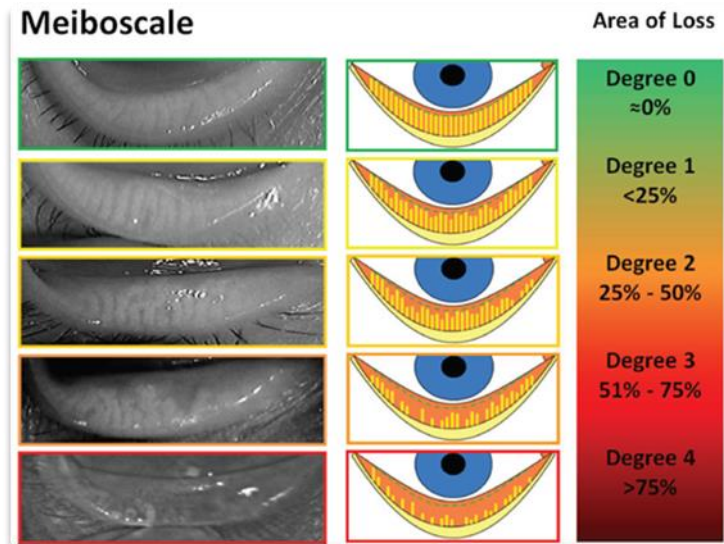 Meiboscale
Area of Loss
Degree 0
≈0%
Degree 1
<25%
Degree 2
25% - 50%
Degree 3
51% - 75%
Degree 4
>75%